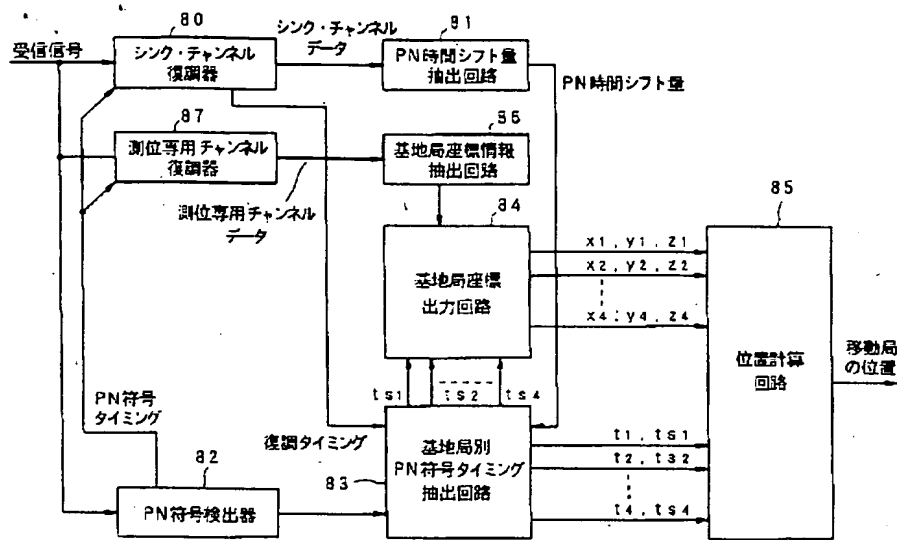 80
シンク・チャンネル
データ
81
受信信号
シンク・チャンネル
復調器
PN時間シフト量
抽出回路
PN時間シフト量
87
86
測位専用チャンネル
復調器
基地局座標情報
抽出回路
測位専用チャンネル
データ
84
85
基地局座標
出力回路
x1, y1, z1
x2, y2, z2
x4, y4, z4
位置計算
回路
移動局
の位置
ts1
ts2
ts4
PN符号
タイミング
復調タイミング
82
83
基地局別
PN符号タイミング
抽出回路
t1, ts1
t2, ts2
t4, ts4
PN符号検出器